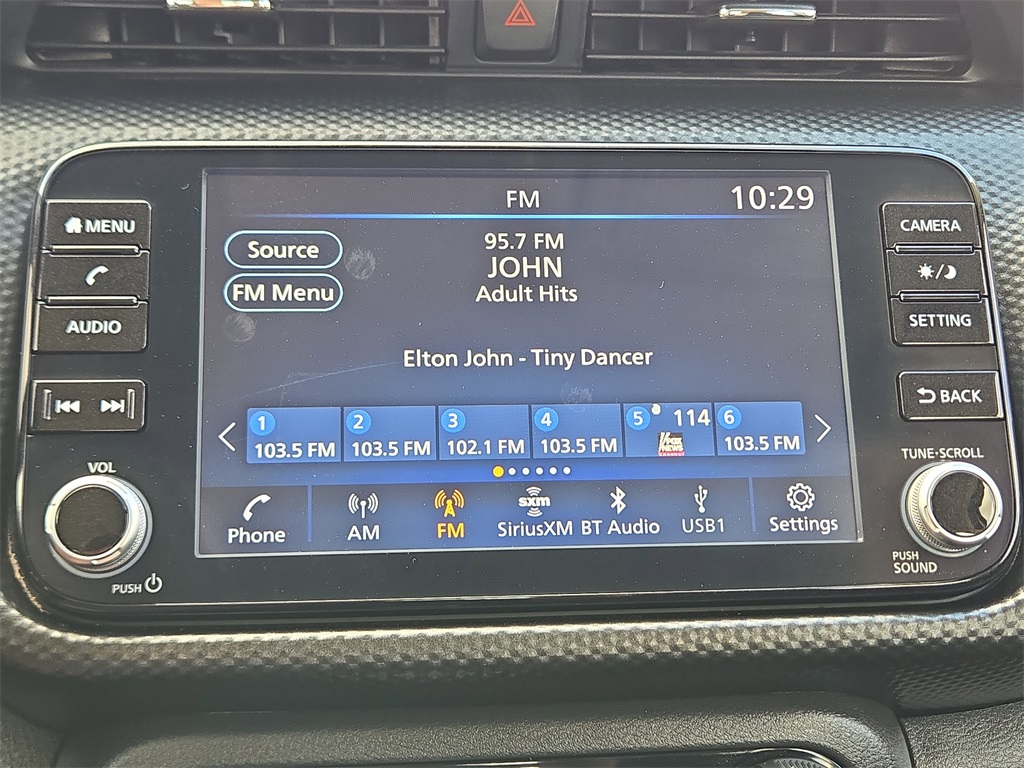 FM
10:29
MENU
AUDIO
Source
FM Menu
95.7 FM
JOHN
Adult Hits
Elton John - Tiny Dancer
CAMERA
SETTING
BACK
1
103.5 FM
2
103.5 FM
3
102.1 FM
4
103.5 FM
5
114
FOX
NEWS
6
103.5 FM
VOL
PUSH
TUNE·SCROLL
PUSH
SOUND
Phone
AM
FM
sxm
SiriusXM
BT Audio
USB1
Settings